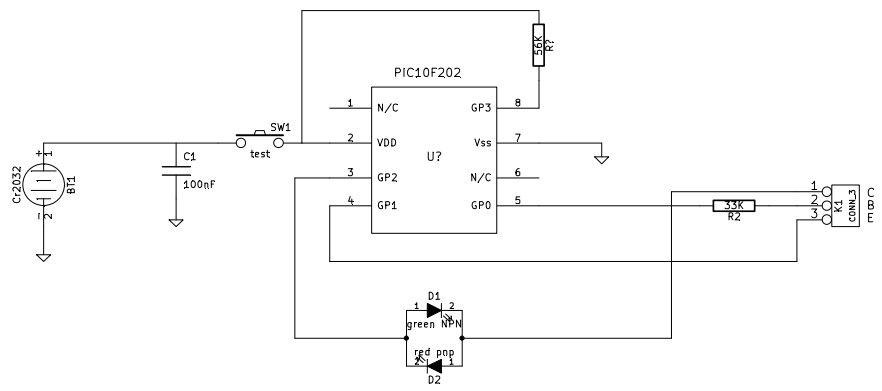 56K
R?
PIC10F202
1
N/C
GP3
8
SW1
test
2
VDD
Vss
7
U?
+
1
Cr2032
BT1
-
2
C1
100nF
3
GP2
N/C
6
4
GP1
GP0
5
33K
R2
1
2
3
K1
CONN_3
C
B
E
D1
1
2
green NPN
red pnp
2
1
D2